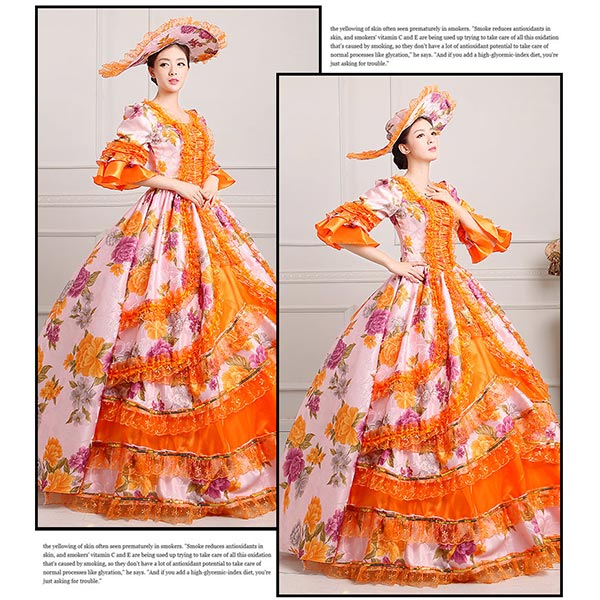 the yellowing of skin often seen prematurely in smokers. "Smoke reduces antioxidants in
skin, and smokers' vitamin C and E are being used up trying to take care of all this oxidation
that's caused by smoking, so they don't have a lot of antioxidant potential to take care of
normal processes like glycation," he says. "And if you add a high-glycemic-index diet, you're
just asking for trouble."
the yellowing of skin often seen prematurely in smokers. "Smoke reduces antioxidants in
skin, and smokers' vitamin C and E are being used up trying to take care of all this oxidation
that's caused by smoking, so they don't have a lot of antioxidant potential to take care of
normal processes like glycation," he says. "And if you add a high-glycemic-index diet, you're
just asking for trouble."